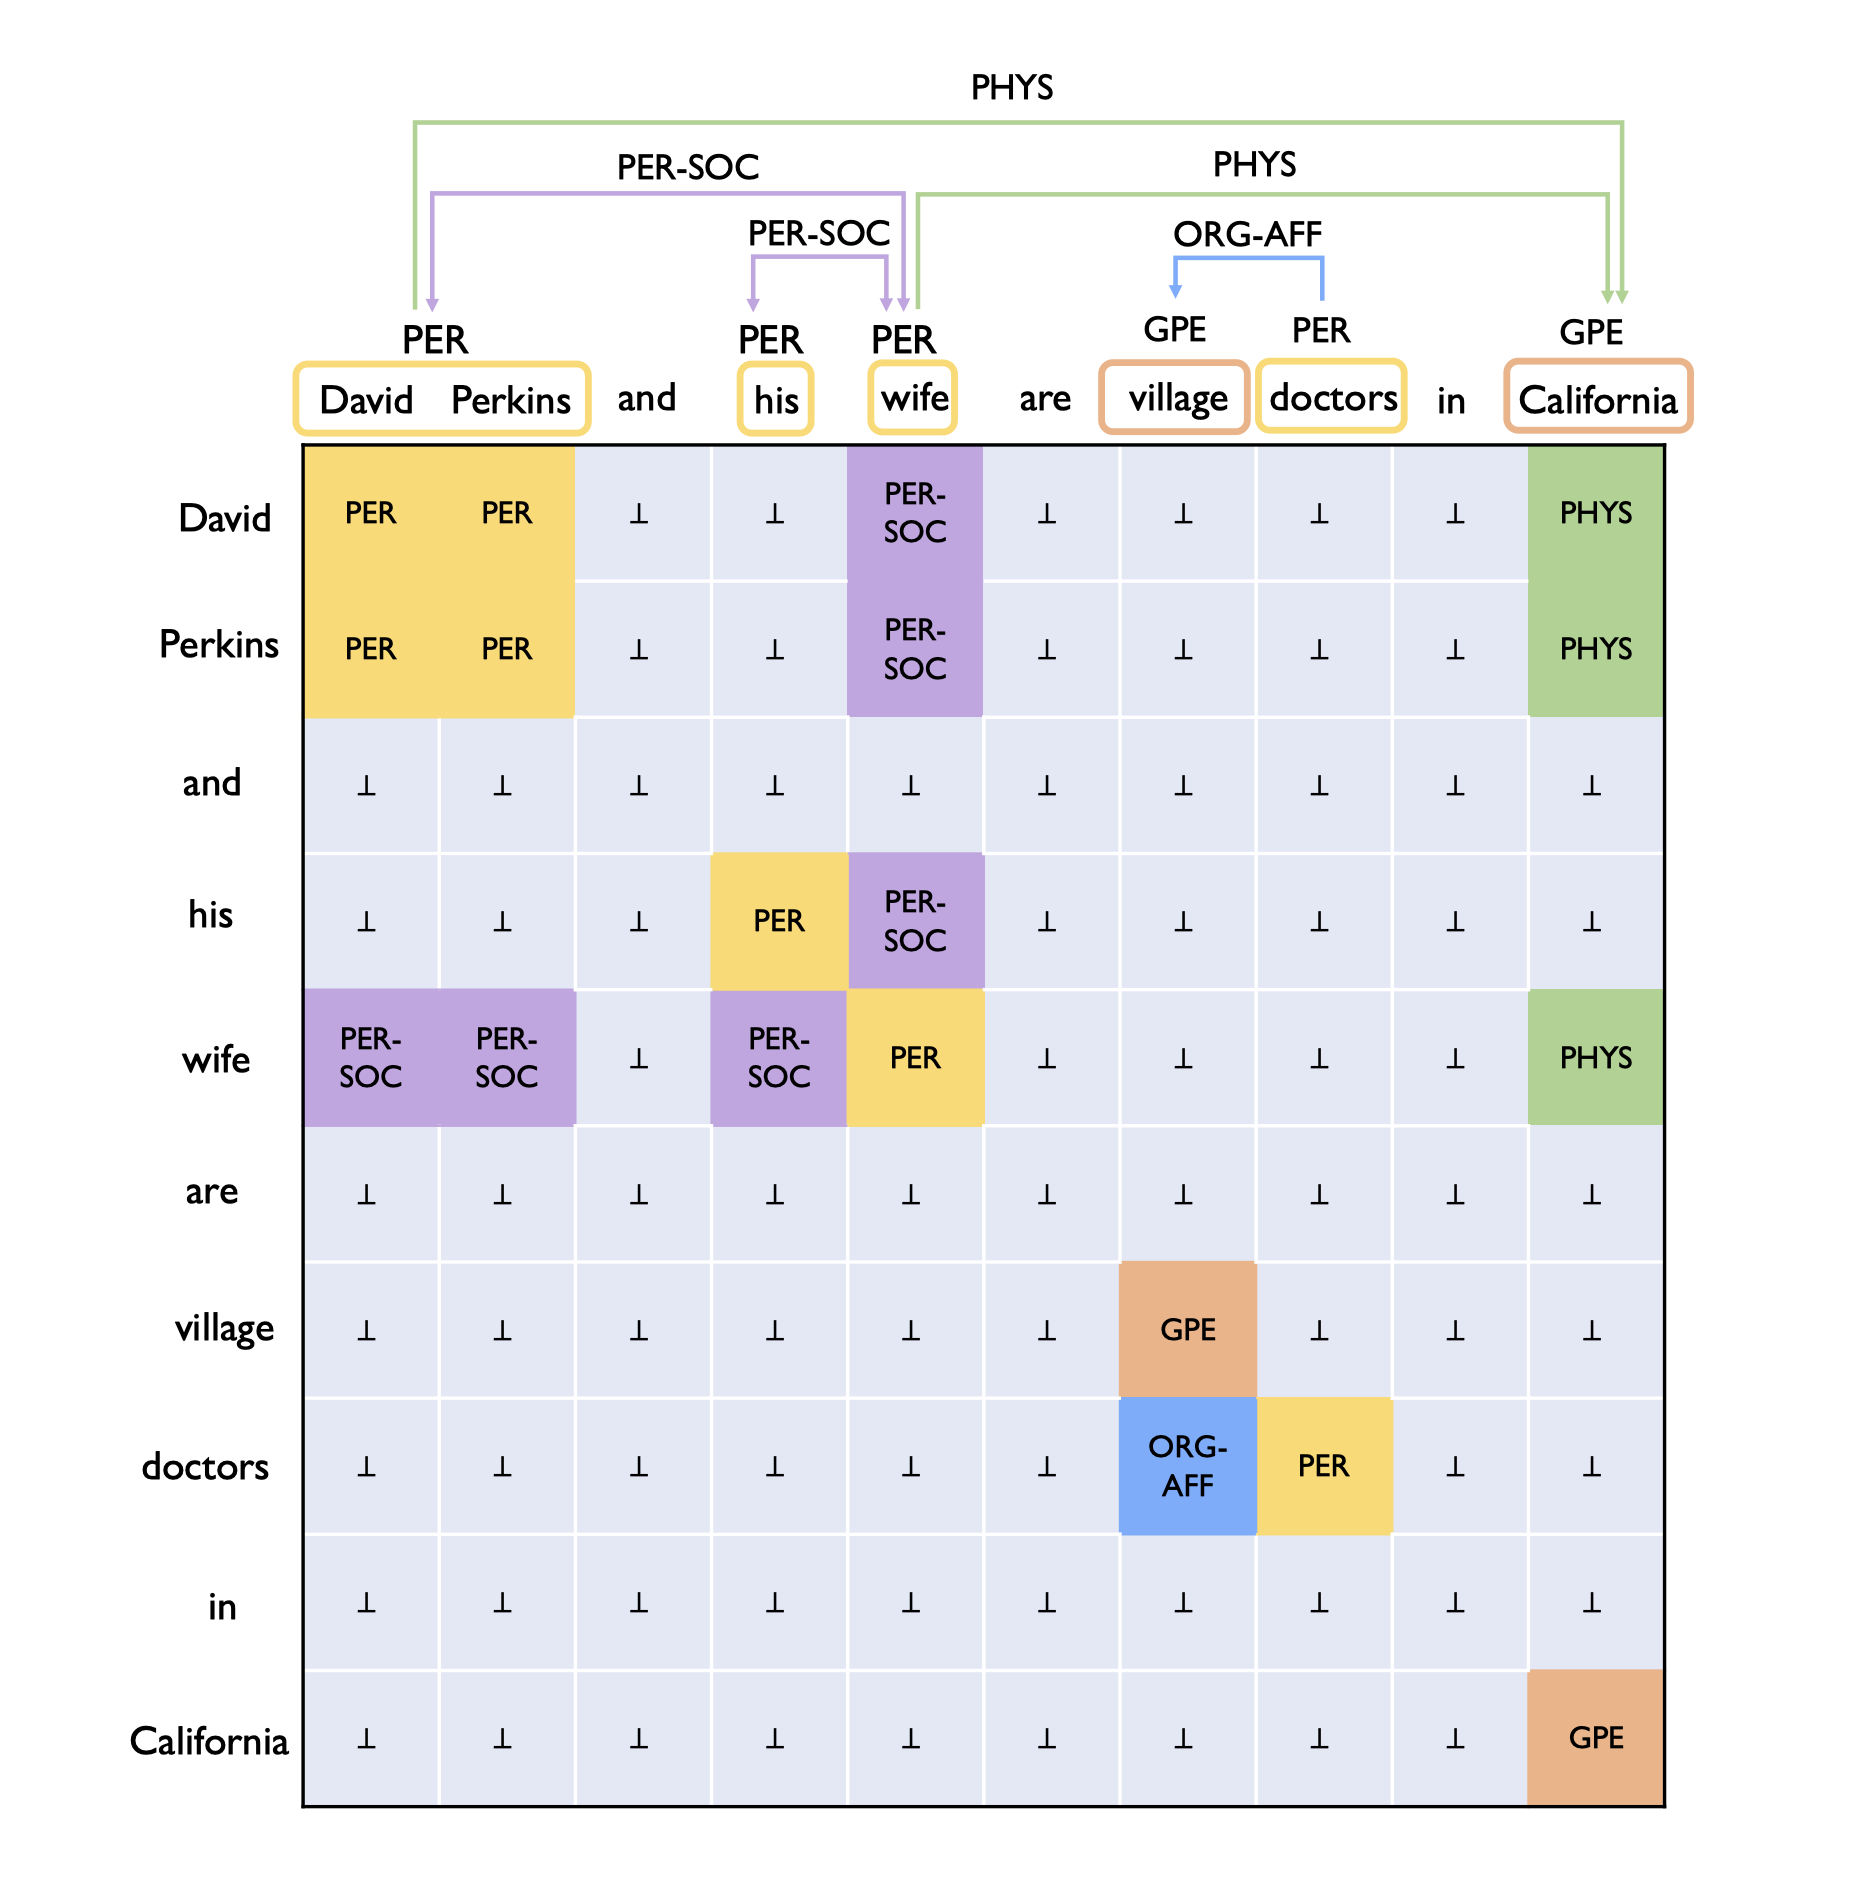 PHYS
PER-SOC PHYS
PER-SOC ORG-AFF
PER PER PER GPE PER GPE
David Perkins and his wife are village doctors in California
David PER PER ⊥ ⊥ PER-SOC ⊥ ⊥ ⊥ ⊥ PHYS
Perkins PER PER ⊥ ⊥ PER-SOC ⊥ ⊥ ⊥ ⊥ PHYS
and ⊥ ⊥ ⊥ ⊥ ⊥ ⊥ ⊥ ⊥ ⊥ ⊥
his ⊥ ⊥ ⊥ PER PER-SOC ⊥ ⊥ ⊥ ⊥ ⊥
wife PER-SOC PER-SOC ⊥ PER-SOC PER ⊥ ⊥ ⊥ ⊥ PHYS
are ⊥ ⊥ ⊥ ⊥ ⊥ ⊥ ⊥ ⊥ ⊥ ⊥
village ⊥ ⊥ ⊥ ⊥ ⊥ ⊥ GPE ⊥ ⊥ ⊥
doctors ⊥ ⊥ ⊥ ⊥ ⊥ ⊥ ORG-AFF PER ⊥ ⊥
in ⊥ ⊥ ⊥ ⊥ ⊥ ⊥ ⊥ ⊥ ⊥ ⊥
California ⊥ ⊥ ⊥ ⊥ ⊥ ⊥ ⊥ ⊥ ⊥ GPE